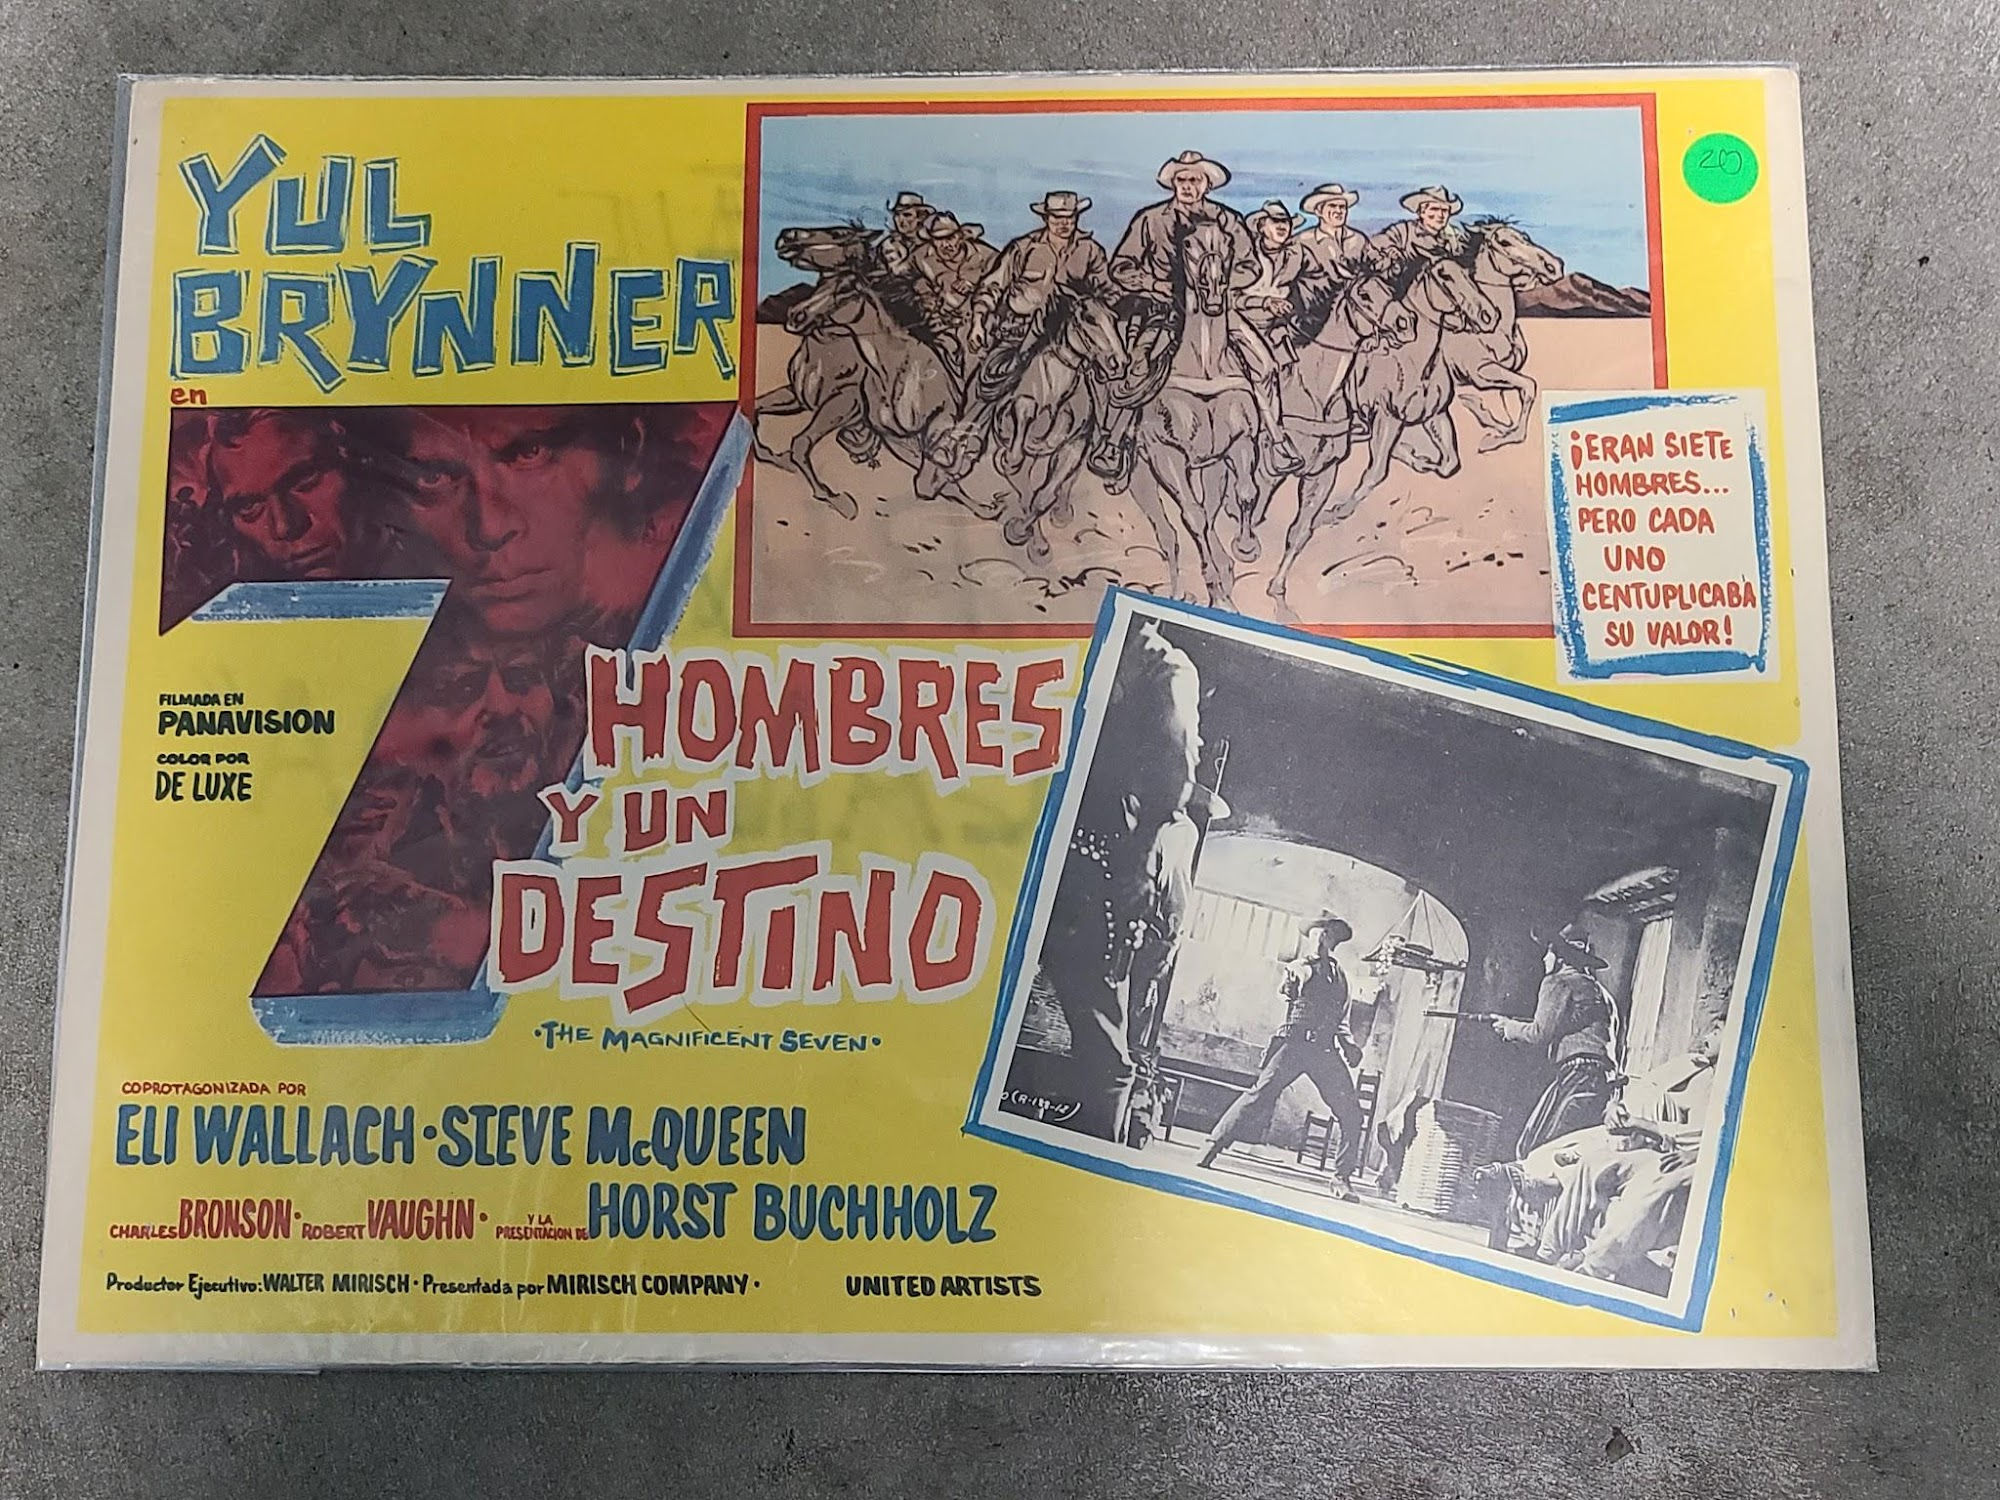 YUL
BRYNNER
en
7 HOMBRES
Y UN
DESTINO
•THE MAGNIFICENT SEVEN•
FILMADA EN
PANAVISION
COLOR POR
DE LUXE
20
¡ERAN SIETE
HOMBRES...
PERO CADA
UNO
CENTUPLICABA
SU VALOR!
COPROTAGONIZADA POR
ELI WALLACH • STEVE McQUEEN
CHARLES BRONSON • ROBERT VAUGHN • Y LA PRESENTACION DE HORST BUCHHOLZ
Productor Ejecutivo: WALTER MIRISCH • Presentada por MIRISCH COMPANY • UNITED ARTISTS